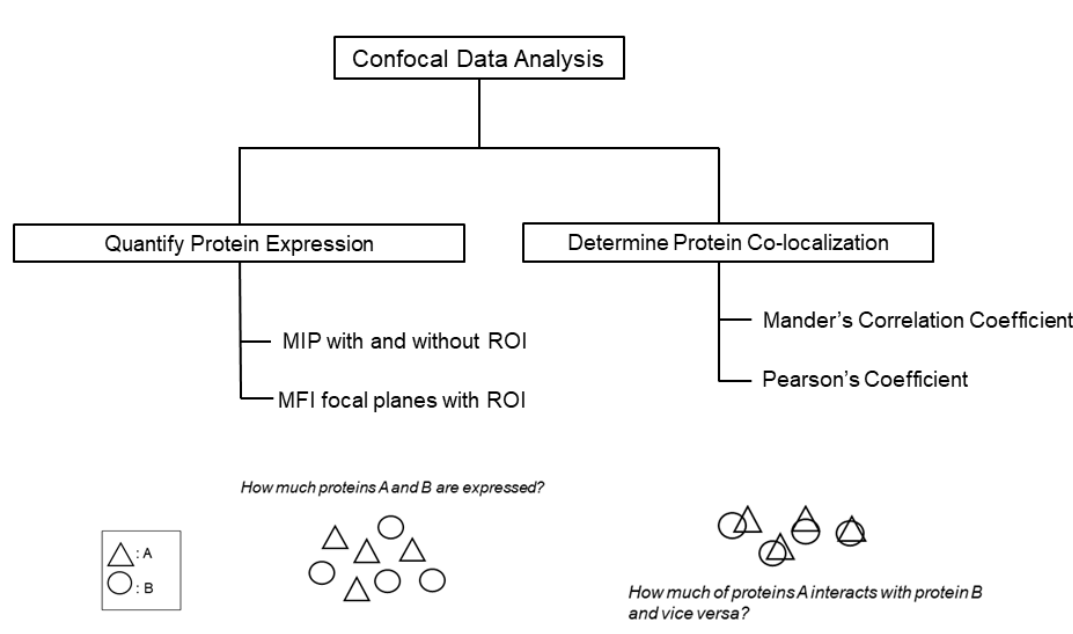 Confocal Data Analysis
Quantify Protein Expression
Determine Protein Co-localization
MIP with and without ROI
MFI focal planes with ROI
Mander's Correlation Coefficient
Pearson's Coefficient
How much proteins A and B are expressed?
: A
: B
How much of proteins A interacts with protein B
and vice versa?